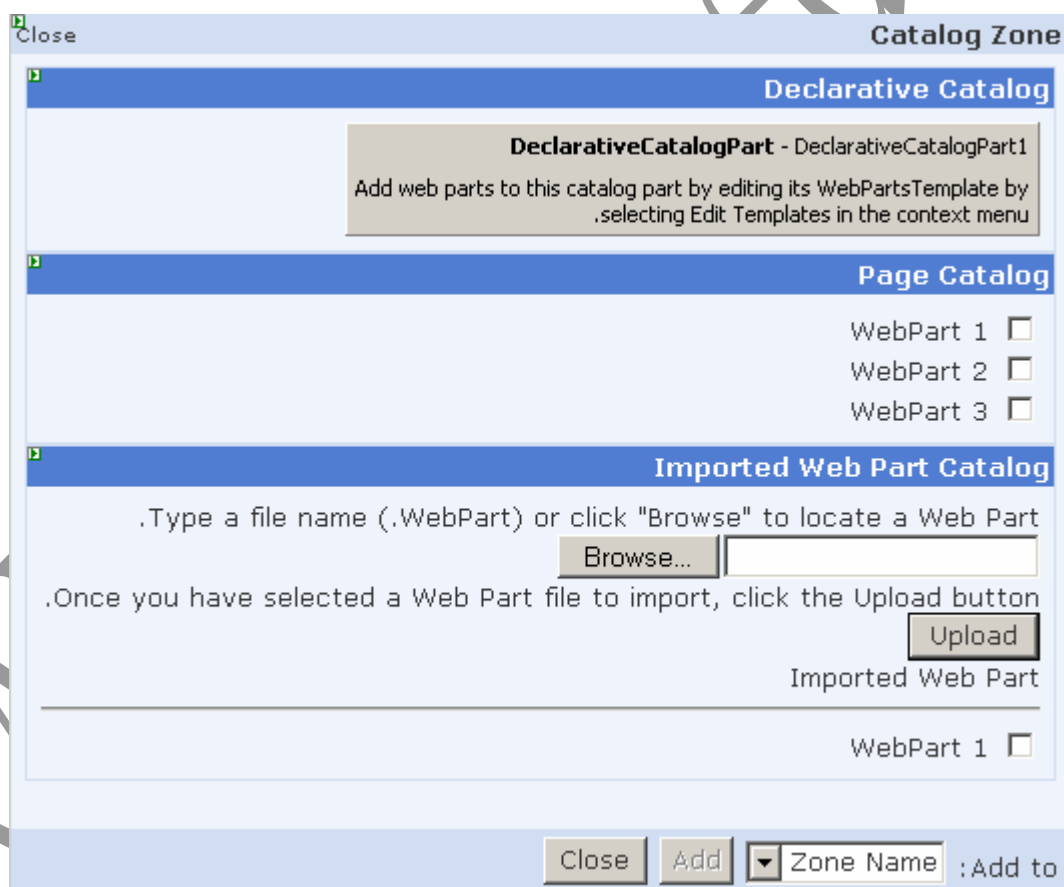 Close Catalog Zone
Declarative Catalog
DeclarativeCatalogPart - DeclarativeCatalogPart1
Add web parts to this catalog part by editing its WebPartsTemplate by
.selecting Edit Templates in the context menu
Page Catalog
WebPart 1
WebPart 2
WebPart 3
Imported Web Part Catalog
.Type a file name (.WebPart) or click "Browse" to locate a Web Part
Browse...
.Once you have selected a Web Part file to import, click the Upload button
Upload
Imported Web Part
WebPart 1
Close Add Zone Name :Add to